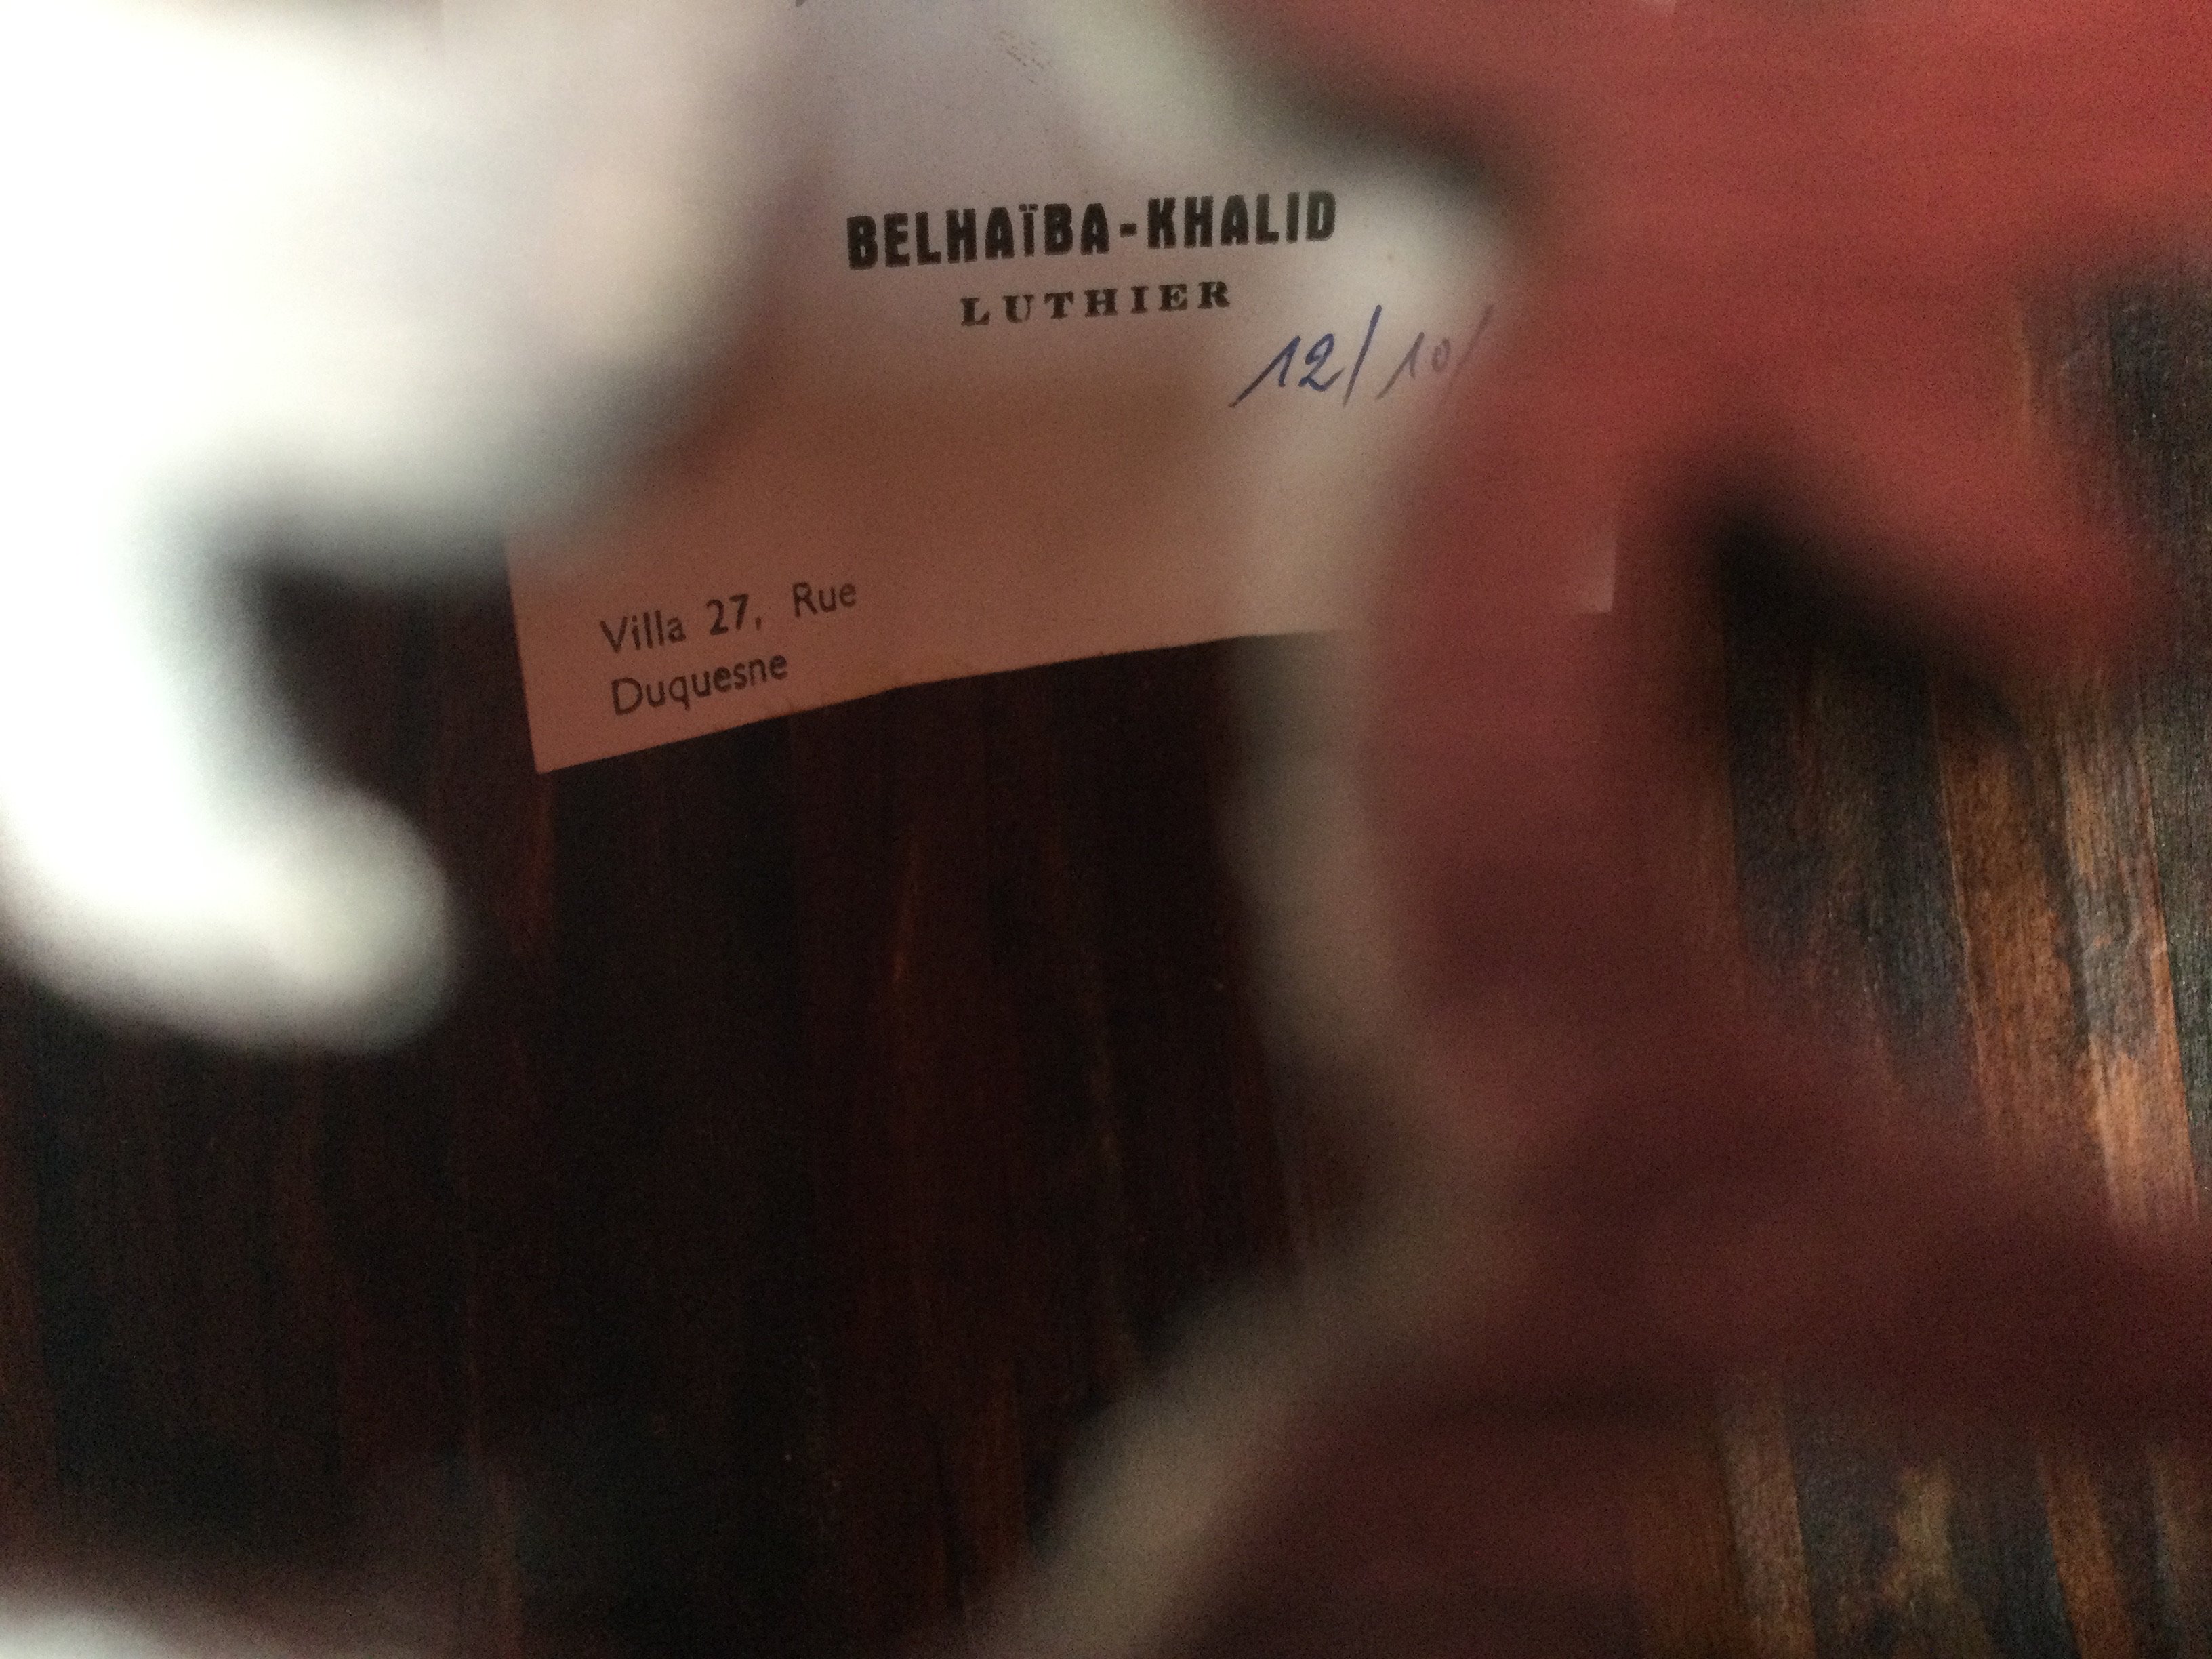 BELHAÏBA-KHALID
LUTHIER
12/10/
Villa 27, Rue
Duquesne